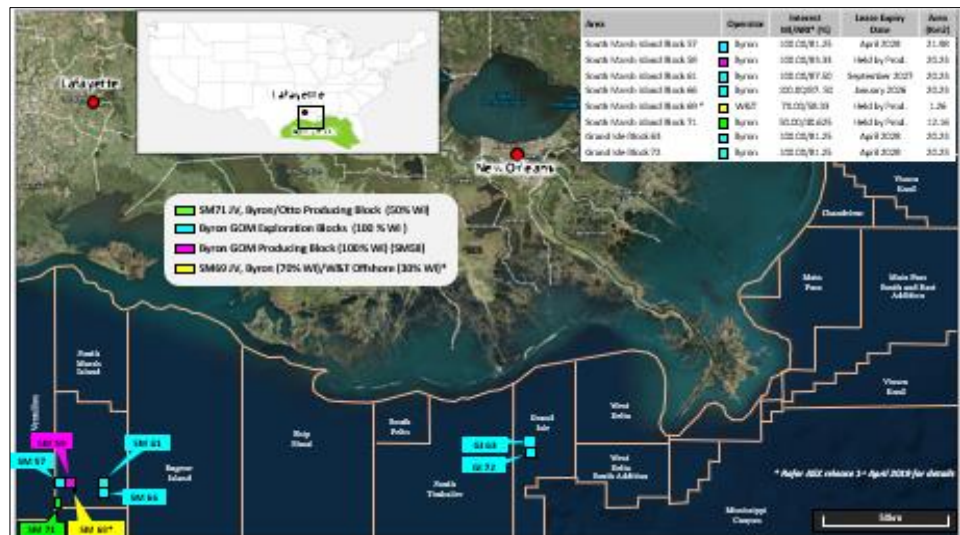 Area Operator Interest WI/NRI* (%) Lease Expiry Date Area (Km2)
South Marsh Island Block 57 Byron 100.00/81.25 April 2028 21.98
South Marsh Island Block 58 Byron 100.00/83.33 Held by Prod. 20.23
South Marsh Island Block 61 Byron 100.00/87.50 September 2027 20.23
South Marsh Island Block 66 Byron 100.00/87.50 January 2026 20.23
South Marsh Island Block 69 * W&T 70.00/58.33 Held by Prod. 1.26
South Marsh Island Block 71 Byron 50.00/40.625 Held by Prod. 12.16
Grand Isle Block 63 Byron 100.00/81.25 April 2028 20.23
Grand Isle Block 72 Byron 100.00/81.25 April 2028 20.23
Lafayette
Lafayette
New Orleans
SM71 JV, Byron/Otto Producing Block (50% WI)
Byron GOM Exploration Blocks (100 % WI )
Byron GOM Producing Block (100% WI) (SM58)
SM69 JV, Byron (70% WI)/W&T Offshore (30% WI)*
Viosca Knoll
Chandeleur
Main Pass
Main Pass South and East Addition
Viosca Knoll
South Marsh Island
Vermilion
Eugene Island
Ship Shoal
South Pelto
South Timbalier
Grand Isle
West Delta
West Delta South Addition
Mississippi Canyon
SM 58
SM 57
SM 61
SM 66
SM 71
SM 69*
GI 63
GI 72
* Refer ASX release 1st April 2019 for details